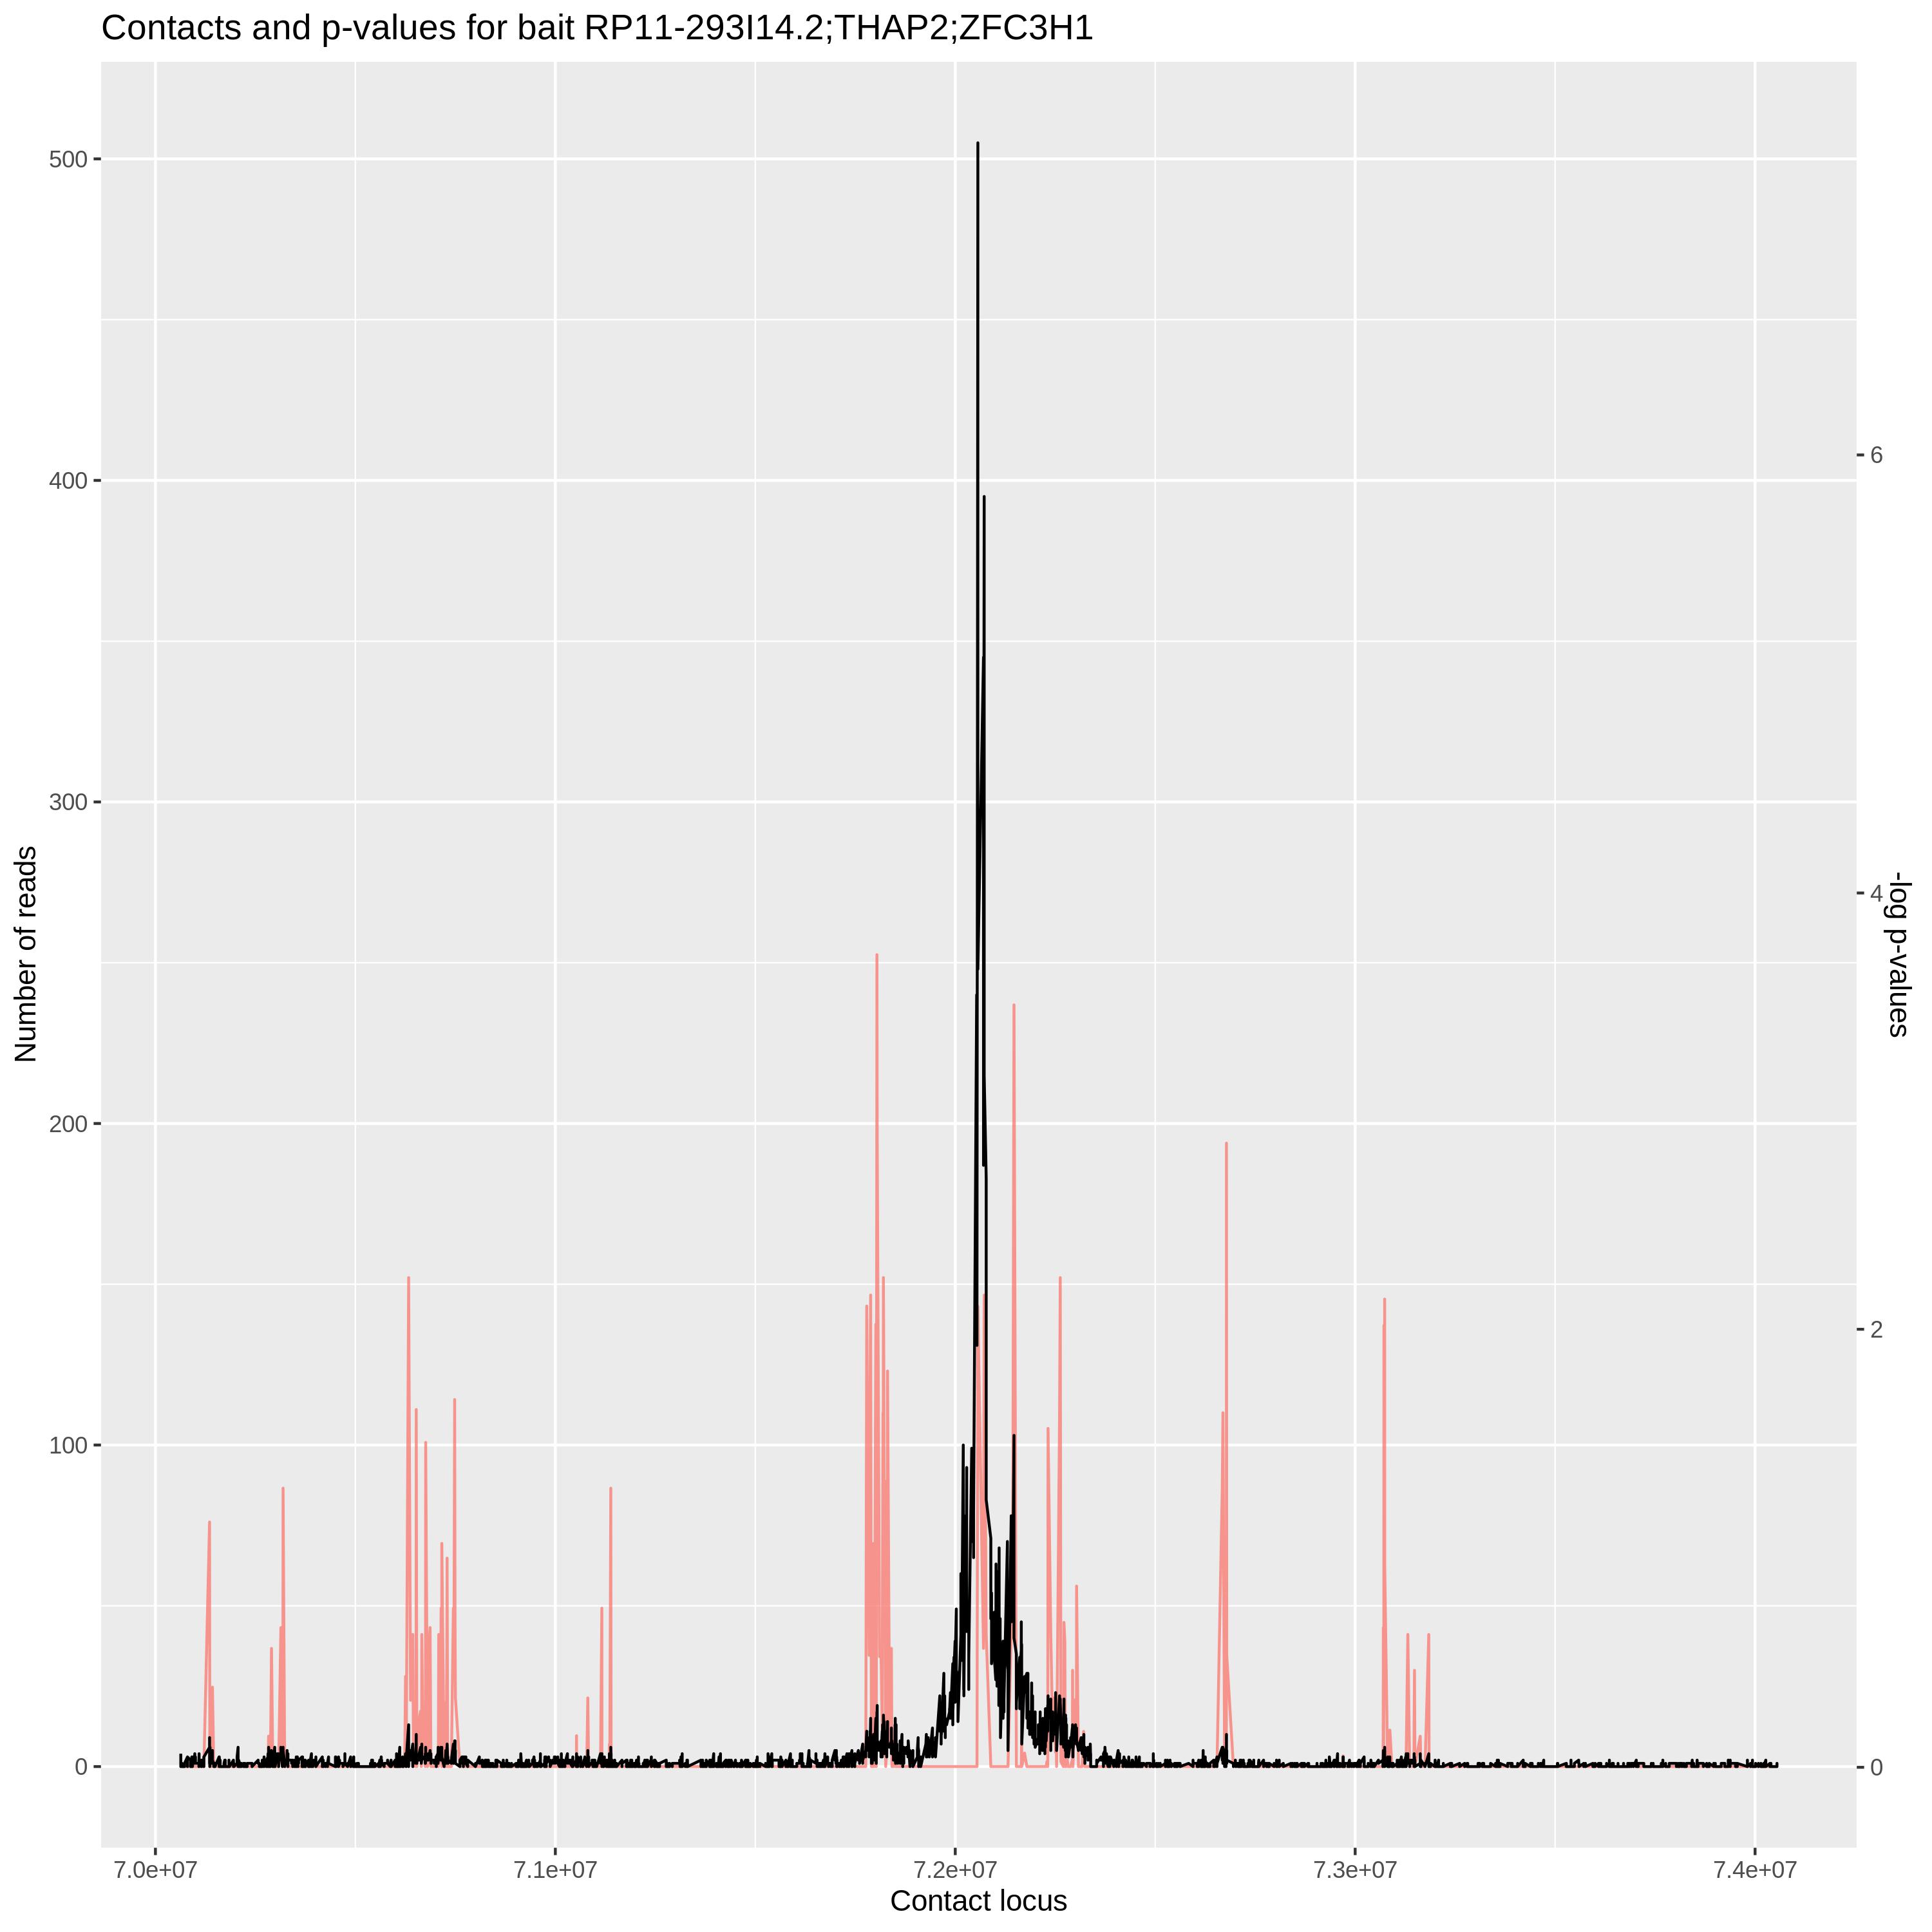 Contacts and p-values for bait RP11-293I14.2;THAP2;ZFC3H1
500
400
300
200
100
0
Number of reads
6
4
2
0
-log p-values
7.0e+07
7.1e+07
7.2e+07
7.3e+07
7.4e+07
Contact locus